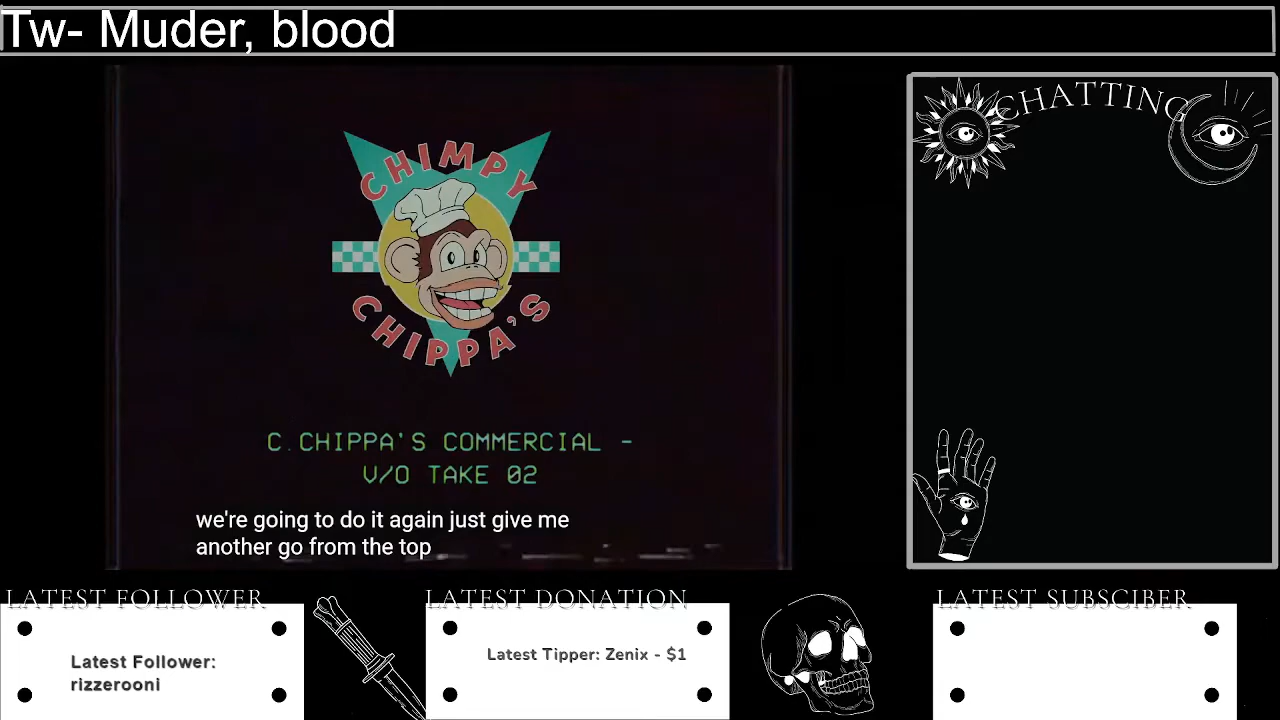 Tw- Muder, blood
CHATTING
CHIMPY
CHIPPA'S
C.CHIPPA'S COMMERCIAL -
V/O TAKE 02
we're going to do it again just give me
another go from the top
LATEST FOLLOWER
LATEST DONATION
LATEST SUBSCIBER
Latest Follower:
rizzerooni
Latest Tipper: Zenix - $1